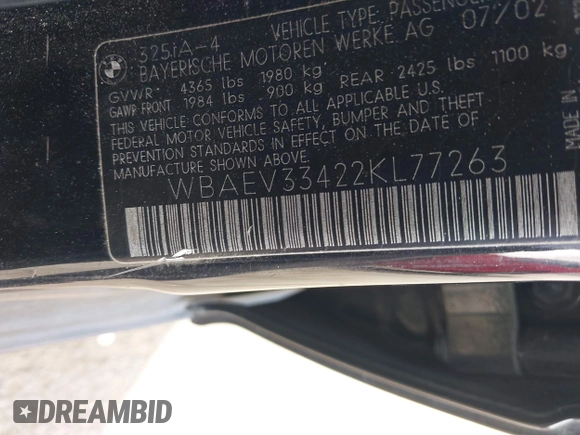 325iA-4
VEHICLE TYPE: PASSENGE
BAYERISCHE MOTOREN WERKE AG 07/02
GVWR: 4365 lbs 1980 kg
GAWP FRONT 1984 lbs 900 kg REAR 2425 lbs 1100 kg
THIS VEHICLE CONFORMS TO ALL APPLICABLE U.S.
FEDERAL MOTOR VEHICLE SAFETY, BUMPER AND THEFT
PREVENTION STANDARDS IN EFFECT ON THE DATE OF
MANUFACTURE SHOWN ABOVE
MADE IN
WBAEV33422KL77263
DREAMBID